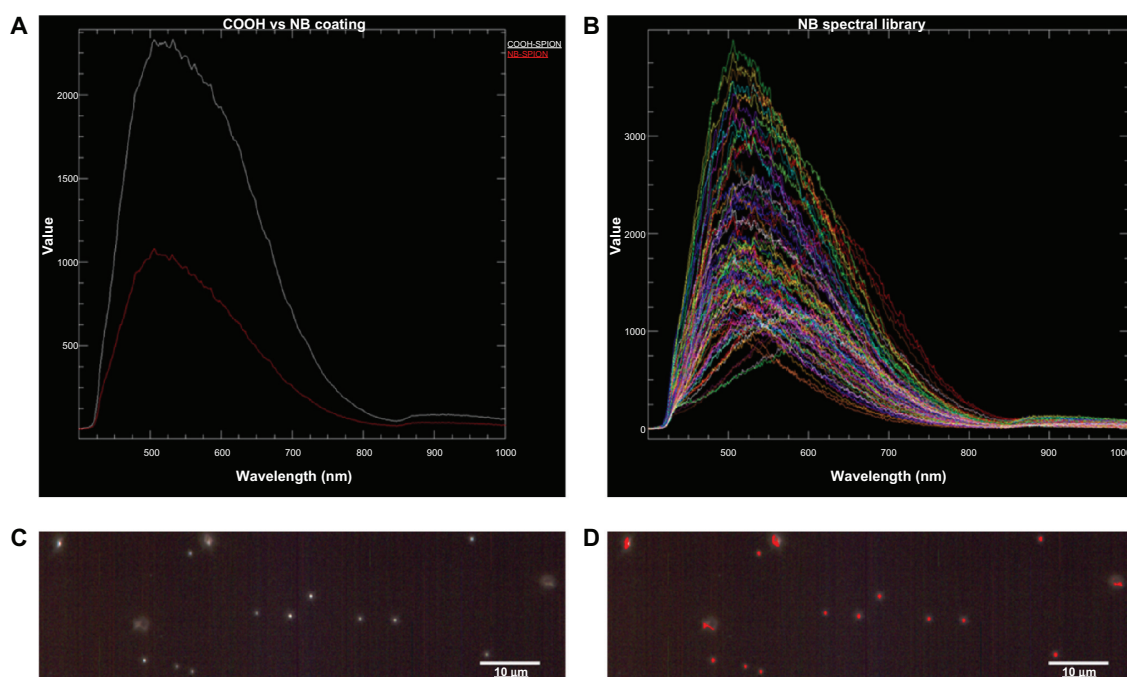 A
COOH vs NB coating
COOH-SPION
NB-SPION
2000
1500
1000
500
Value
500 600 700 800 900 1000
Wavelength (nm)
B
NB spectral library
3000
2000
1000
0
Value
500 600 700 800 900 1000
Wavelength (nm)
C
10 µm
D
10 µm